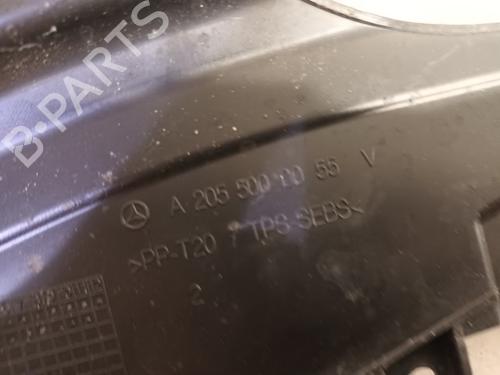 B-PARTS
A 205 500 00 55 V
>PP-T20 / TPS-SEBS<
2